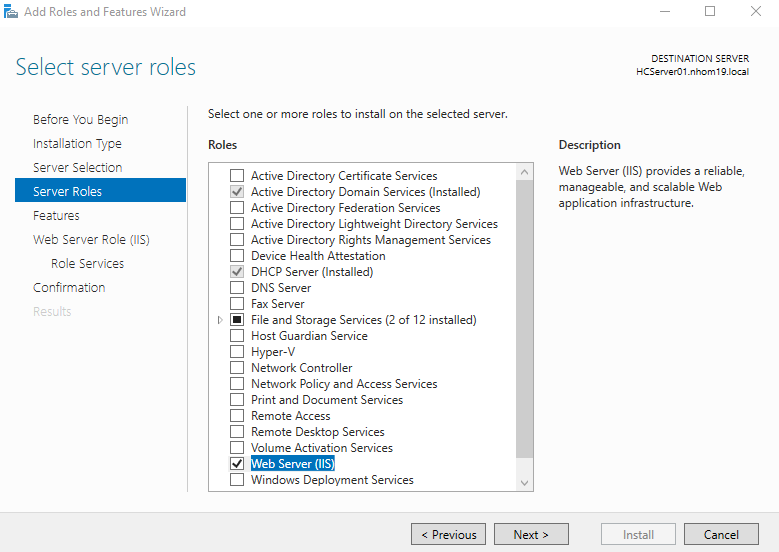 Add Roles and Features Wizard
Select server roles
DESTINATION SERVER
HCServer01.nhom19.local
Before You Begin
Installation Type
Server Selection
Server Roles
Features
Web Server Role (IIS)
Role Services
Confirmation
Results
Select one or more roles to install on the selected server.
Roles
Active Directory Certificate Services
Active Directory Domain Services (Installed)
Active Directory Federation Services
Active Directory Lightweight Directory Services
Active Directory Rights Management Services
Device Health Attestation
DHCP Server (Installed)
DNS Server
Fax Server
File and Storage Services (2 of 12 installed)
Host Guardian Service
Hyper-V
Network Controller
Network Policy and Access Services
Print and Document Services
Remote Access
Remote Desktop Services
Volume Activation Services
Web Server (IIS)
Windows Deployment Services
Description
Web Server (IIS) provides a reliable,
manageable, and scalable Web
application infrastructure.
< Previous
Next >
Install
Cancel